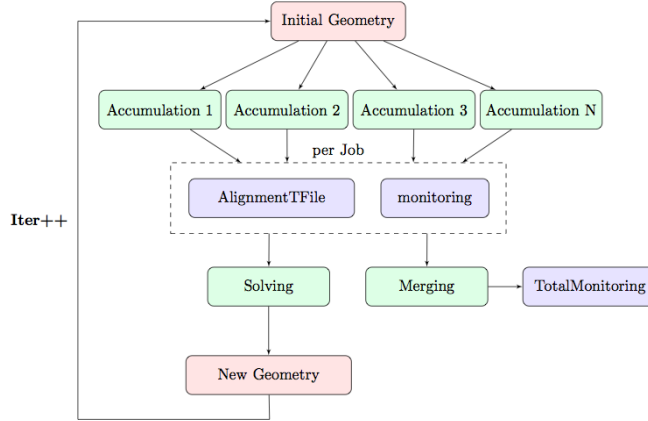 Initial Geometry
Accumulation 1
Accumulation 2
Accumulation 3
Accumulation N
per Job
AlignmentTFile
monitoring
Iter++
Solving
Merging
TotalMonitoring
New Geometry